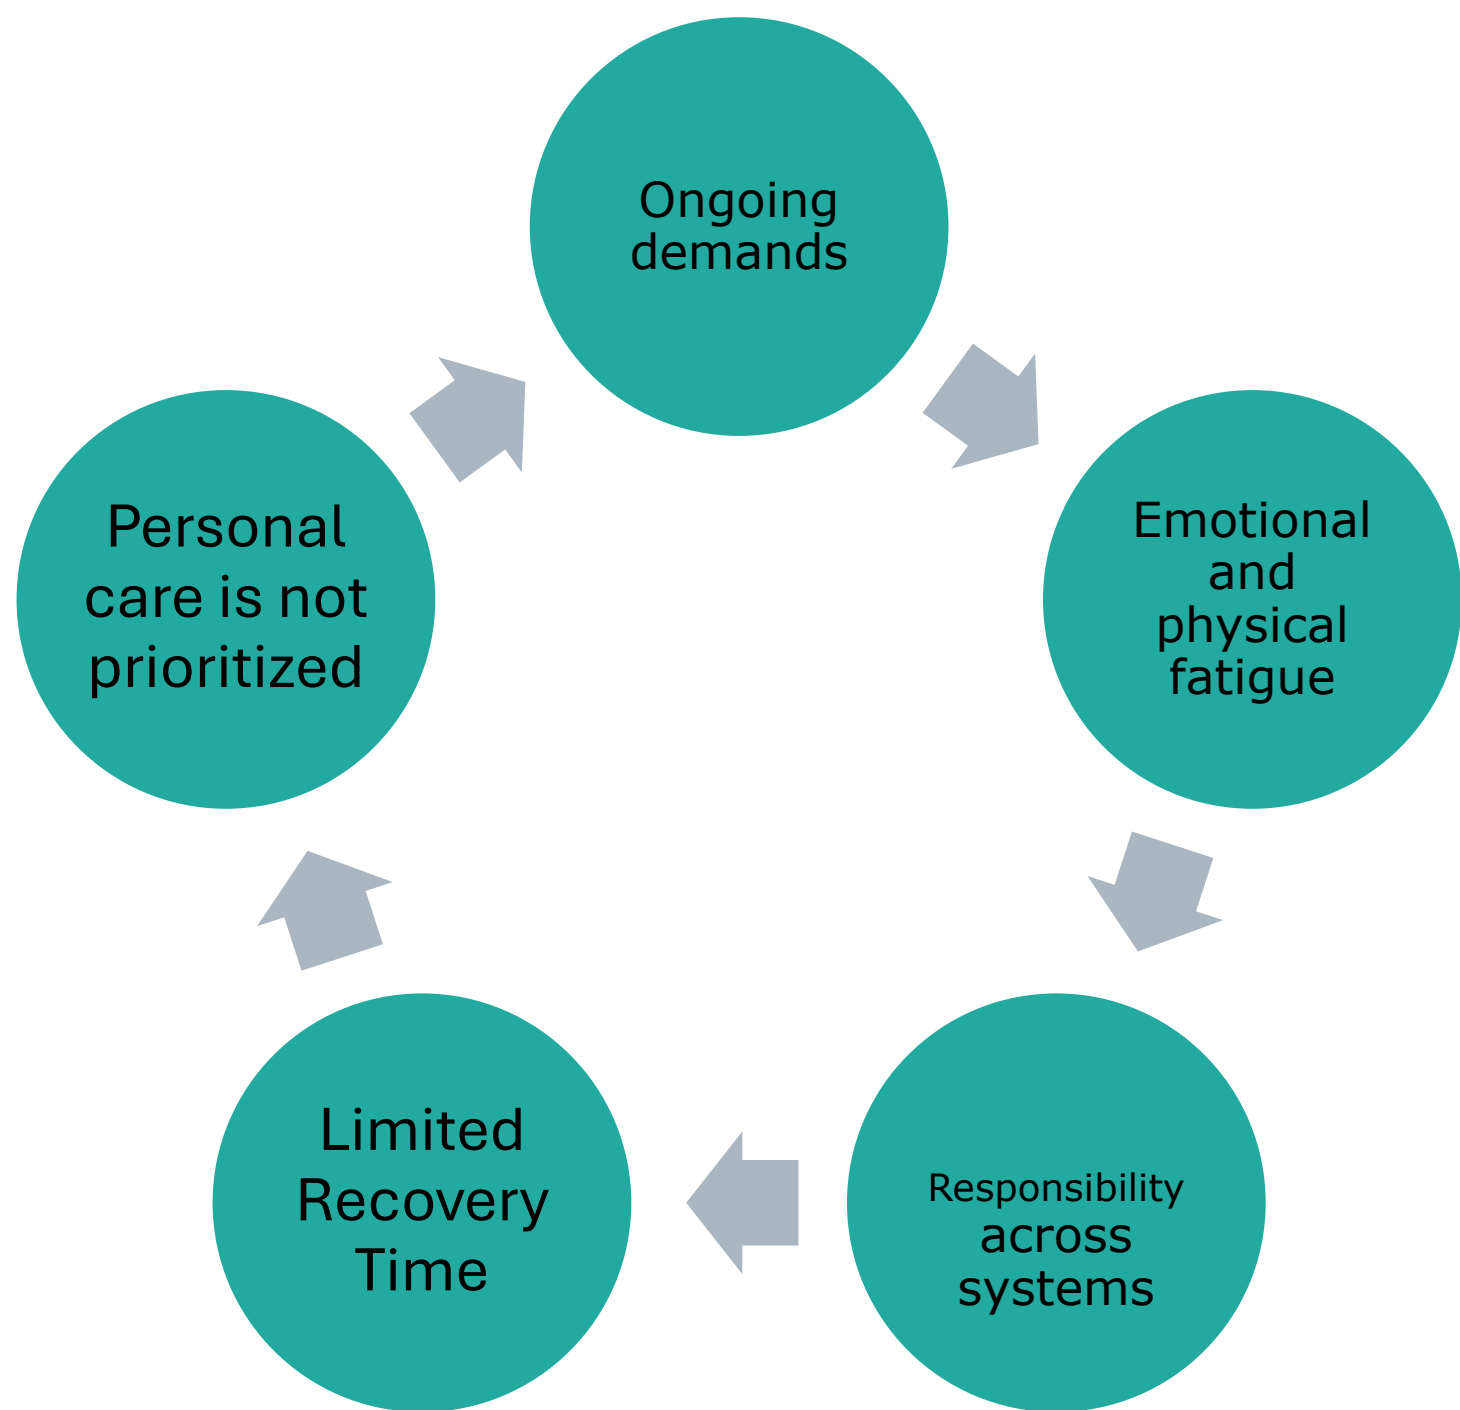 Ongoing
demands
Emotional
and
physical
fatigue
Responsibility
across
systems
Limited
Recovery
Time
Personal
care is not
prioritized